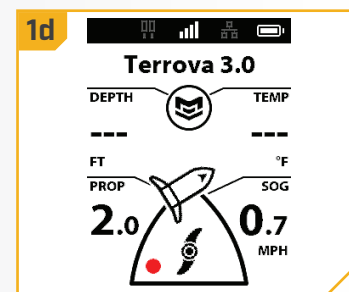 1d
Terrova 3.0
DEPTH TEMP
--- ---
FT °F
PROP SOG
2.0 0.7
MPH